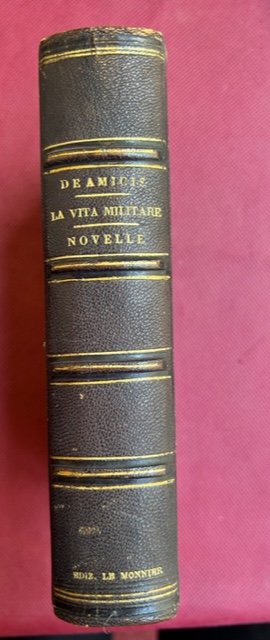 DE AMICIS
LA VITA MILITARE
NOVELLE
EDIZ. LE MONNIER